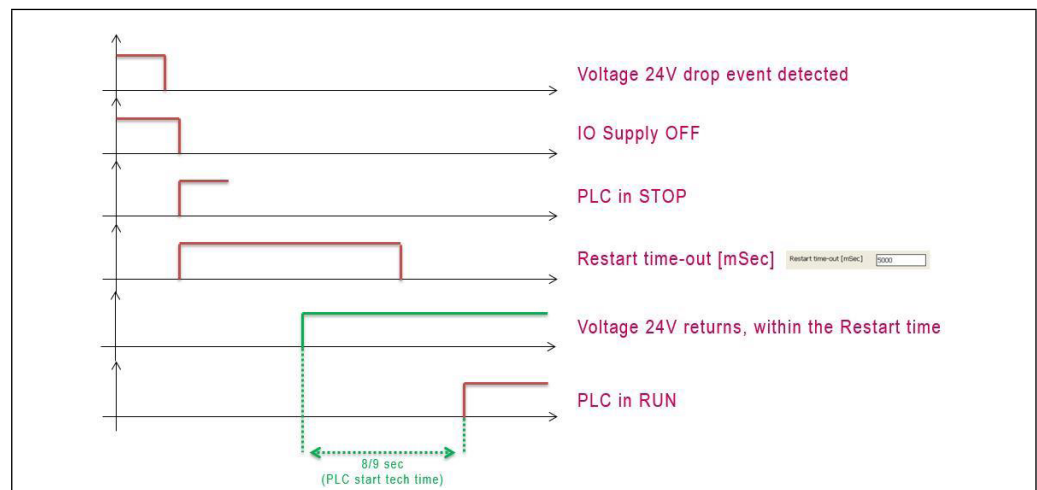 Voltage 24V drop event detected
IO Supply OFF
PLC in STOP
Restart time-out [mSec] Restart time-out [mSec] 5000
Voltage 24V returns, within the Restart time
PLC in RUN
8/9 sec
(PLC start tech time)